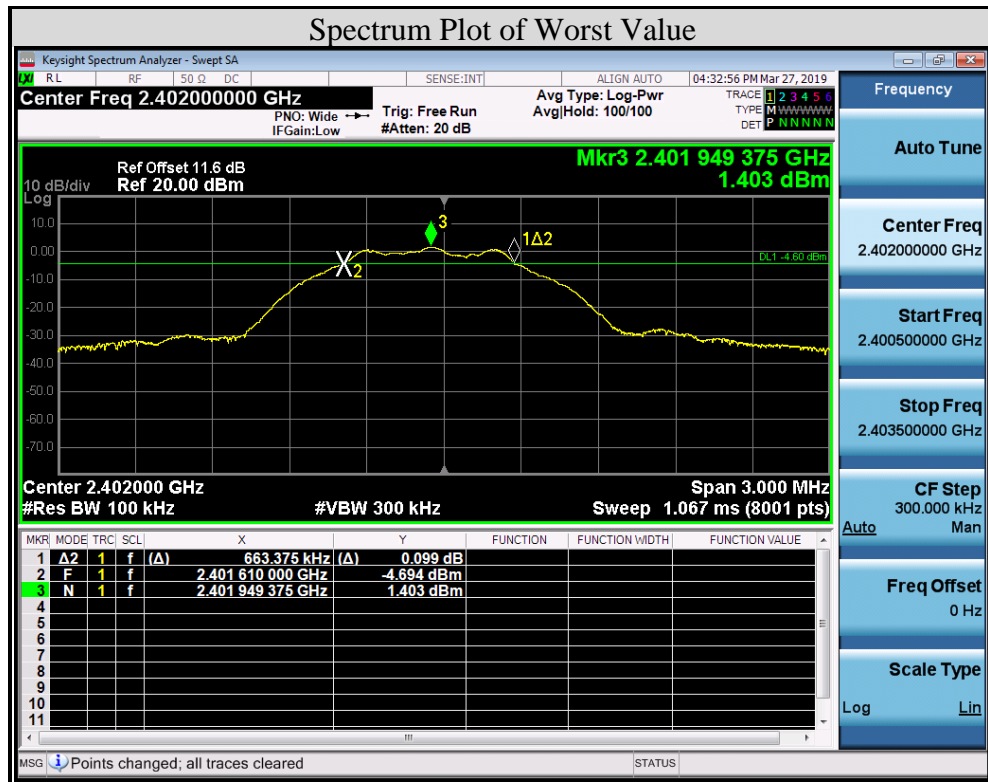 Spectrum Plot of Worst Value
Keysight Spectrum Analyzer - Swept SA
LXI RL RF 50 Ω DC SENSE:INT ALIGN AUTO 04:32:56 PM Mar 27, 2019
Center Freq 2.402000000 GHz
PNO: Wide
IFGain:Low
Trig: Free Run
#Atten: 20 dB
Avg Type: Log-Pwr
Avg|Hold: 100/100
TRACE 1 2 3 4 5 6
TYPE M W W W W W
DET P N N N N N
Mkr3 2.401 949 375 GHz
1.403 dBm
Ref Offset 11.6 dB
Ref 20.00 dBm
10 dB/div
Log
10.0
0.00
-10.0
-20.0
-30.0
-40.0
-50.0
-60.0
-70.0
3
1Δ2
2
DL1 -4.60 dBm
Center 2.402000 GHz Span 3.000 MHz
#Res BW 100 kHz #VBW 300 kHz Sweep 1.067 ms (8001 pts)
MKR MODE TRC SCL X Y FUNCTION FUNCTION WIDTH FUNCTION VALUE
1 Δ2 1 f (Δ) 663.375 kHz (Δ) 0.099 dB
2 F 1 f 2.401 610 000 GHz -4.694 dBm
3 N 1 f 2.401 949 375 GHz 1.403 dBm
4
5
6
7
8
9
10
11
MSG Points changed; all traces cleared STATUS
Frequency
Auto Tune
Center Freq
2.402000000 GHz
Start Freq
2.400500000 GHz
Stop Freq
2.403500000 GHz
CF Step
300.000 kHz
Auto Man
Freq Offset
0 Hz
Scale Type
Log Lin